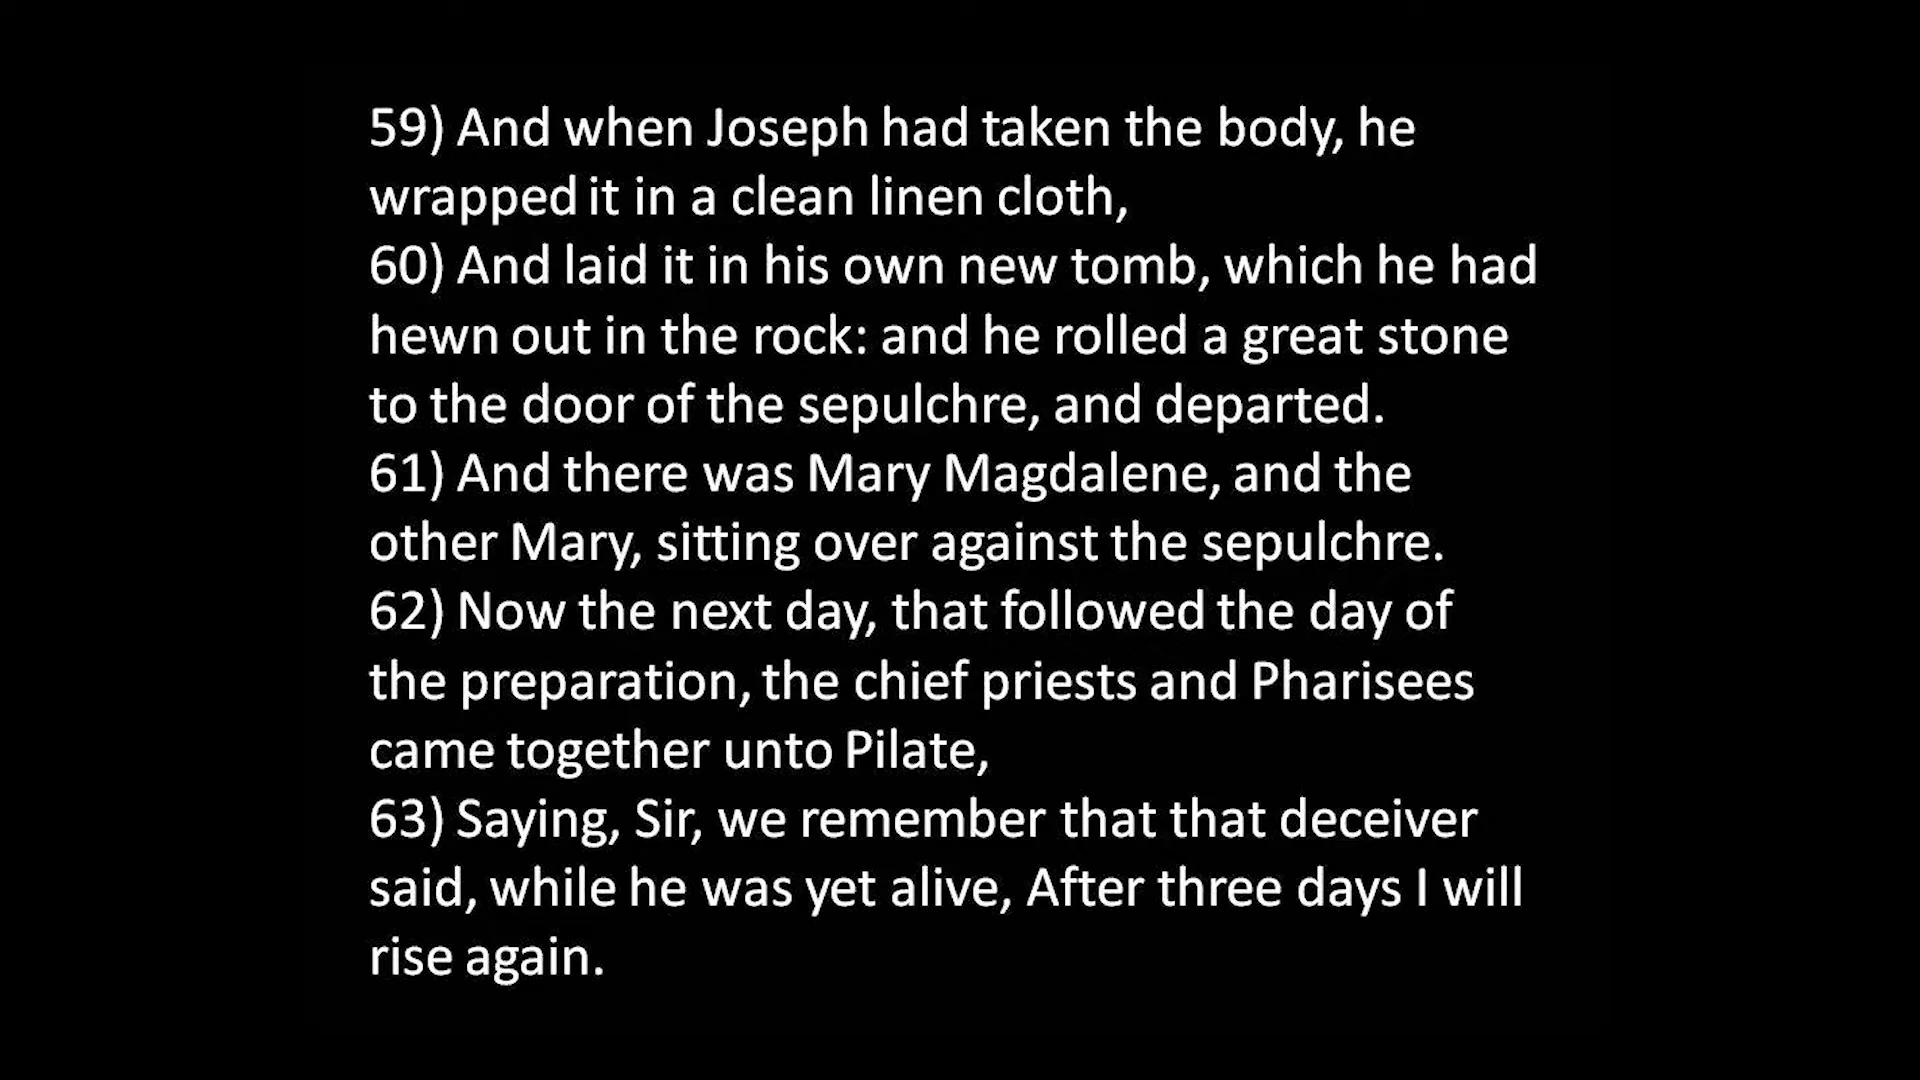 59) And when Joseph had taken the body, he
wrapped it in a clean linen cloth,
60) And laid it in his own new tomb, which he had
hewn out in the rock: and he rolled a great stone
to the door of the sepulchre, and departed.
61) And there was Mary Magdalene, and the
other Mary, sitting over against the sepulchre.
62) Now the next day, that followed the day of
the preparation, the chief priests and Pharisees
came together unto Pilate,
63) Saying, Sir, we remember that that deceiver
said, while he was yet alive, After three days I will
rise again.